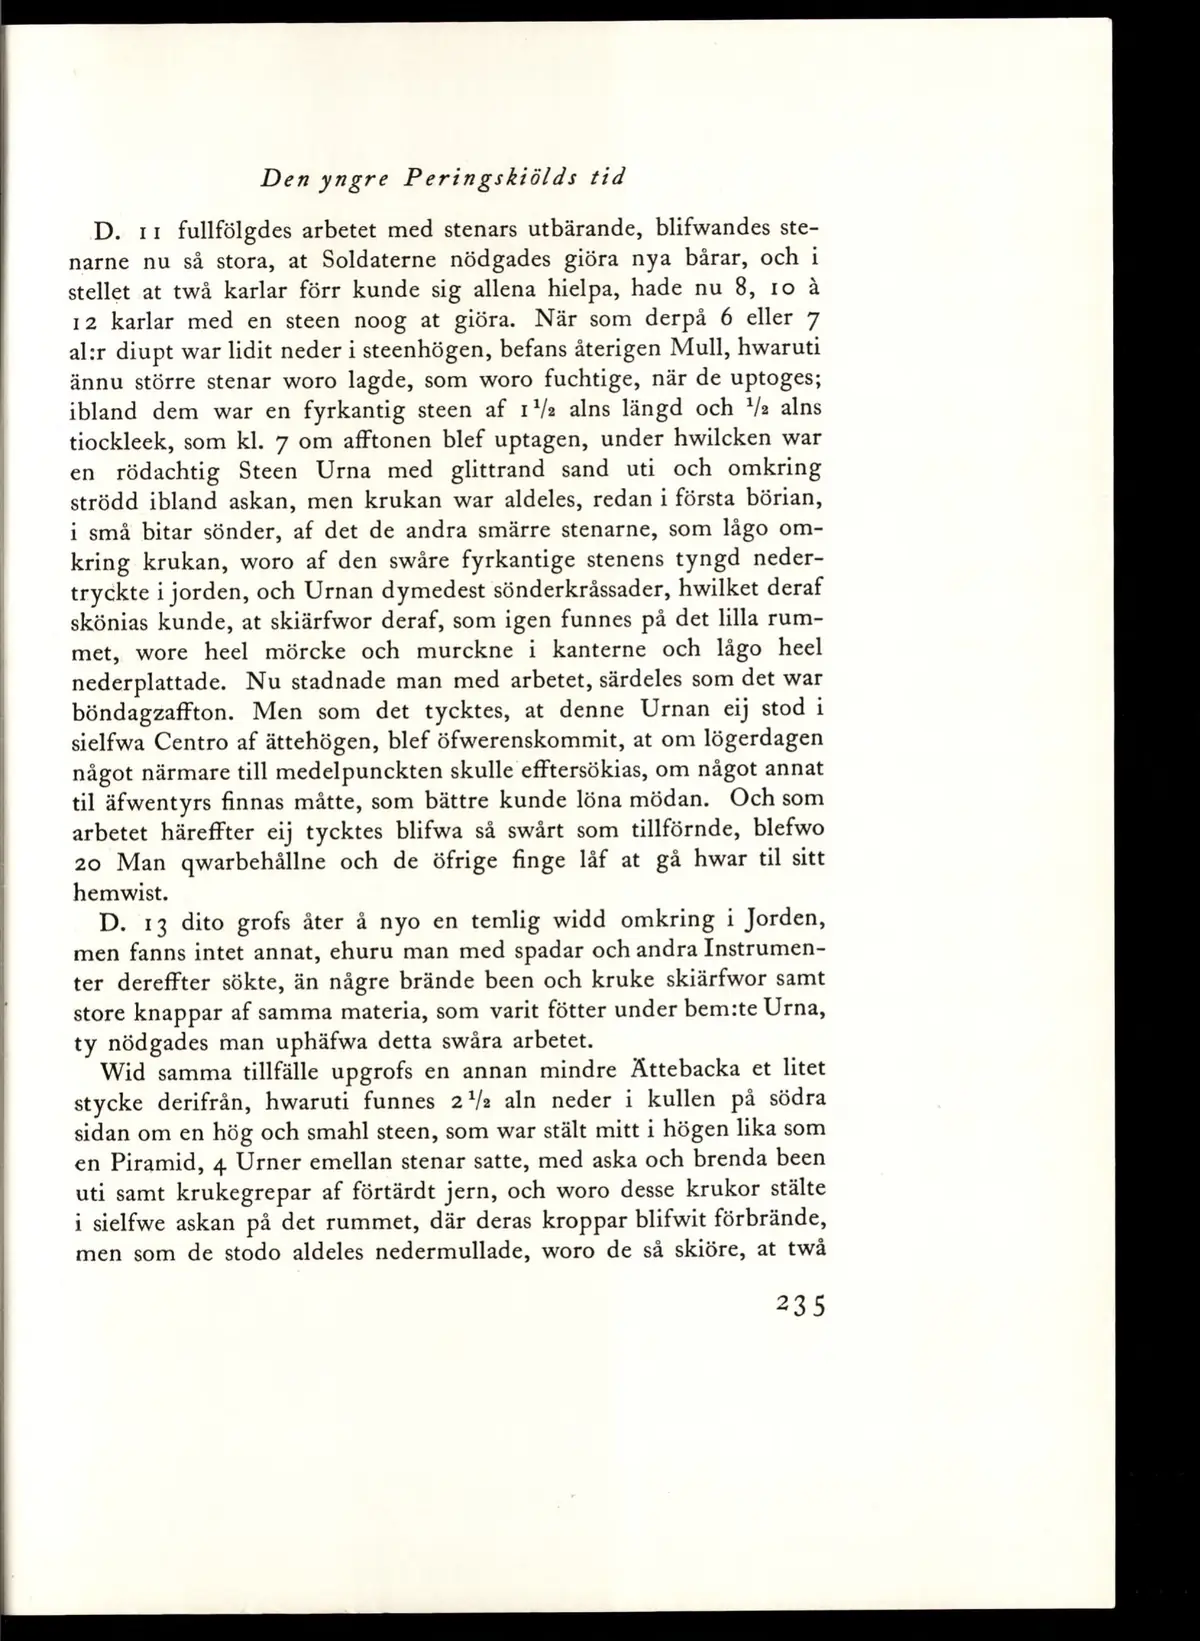 Den yngre Peringskiölds tid
D. 11 fullfölgdes arbetet med stenars utbärande, blifwandes ste-
narne nu så stora, at Soldaterne nödgades giöra nya bårar, och i
stellet at twå karlar förr kunde sig allena hielpa, hade nu 8, 10 à
12 karlar med en steen noog at giöra. När som derpå 6 eller 7
al:r diupt war lidit neder i steenhögen, befans återigen Mull, hwaruti
ännu större stenar woro lagde, som woro fuchtige, när de uptoges;
ibland dem war en fyrkantig steen af 1½ alns längd och ½ alns
tiockleek, som kl. 7 om afftonen blef uptagen, under hwilcken war
en rödachtig Steen Urna med glittrand sand uti och omkring
strödd ibland askan, men krukan war aldeles, redan i första börian,
i små bitar sönder, af det de andra smärre stenarne, som lågo om-
kring krukan, woro af den swåre fyrkantige stenens tyngd neder-
tryckte i jorden, och Urnan dymedest sönderkråssader, hwilket deraf
skönias kunde, at skiärfwor deraf, som igen funnes på det lilla rum-
met, wore heel mörcke och murckne i kanterne och lågo heel
nederplattade. Nu stadnade man med arbetet, särdeles som det war
böndagzaffton. Men som det tycktes, at denne Urnan eij stod i
sielfwa Centro af ättehögen, blef öfwerenskommit, at om lögerdagen
något närmare till medelpunckten skulle efftersökias, om något annat
til äfwentyrs finnas måtte, som bättre kunde löna mödan. Och som
arbetet häreffter eij tycktes blifwa så swårt som tillförnde, blefwo
20 Man qwarbehållne och de öfrige finge låf at gå hwar til sitt
hemwist.
D. 13 dito grofs åter å nyo en temlig widd omkring i Jorden,
men fanns intet annat, ehuru man med spadar och andra Instrumen-
ter dereffter sökte, än någre brände been och kruke skiärfwor samt
store knappar af samma materia, som varit fötter under bem:te Urna,
ty nödgades man uphäfwa detta swåra arbetet.
Wid samma tillfälle upgrofs en annan mindre Ättebacka et litet
stycke derifrån, hwaruti funnes 2½ aln neder i kullen på södra
sidan om en hög och smahl steen, som war stält mitt i högen lika som
en Piramid, 4 Urner emellan stenar satte, med aska och brenda been
uti samt krukegrepar af förtärdt jern, och woro desse krukor stälte
i sielfwe askan på det rummet, där deras kroppar blifwit förbrände,
men som de stodo aldeles nedermullade, woro de så skiöre, at twå
235